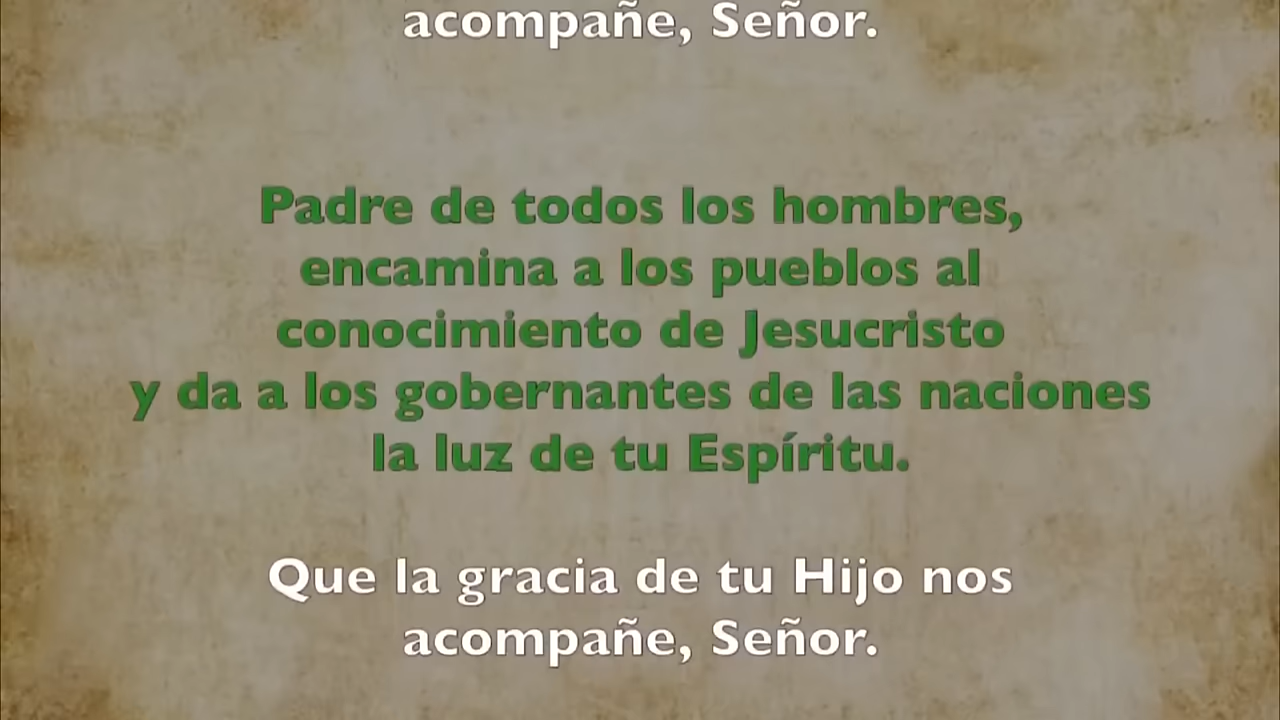 acompañe, Señor.
Padre de todos los hombres,
encamina a los pueblos al
conocimiento de Jesucristo
y da a los gobernantes de las naciones
la luz de tu Espíritu.
Que la gracia de tu Hijo nos
acompañe, Señor.